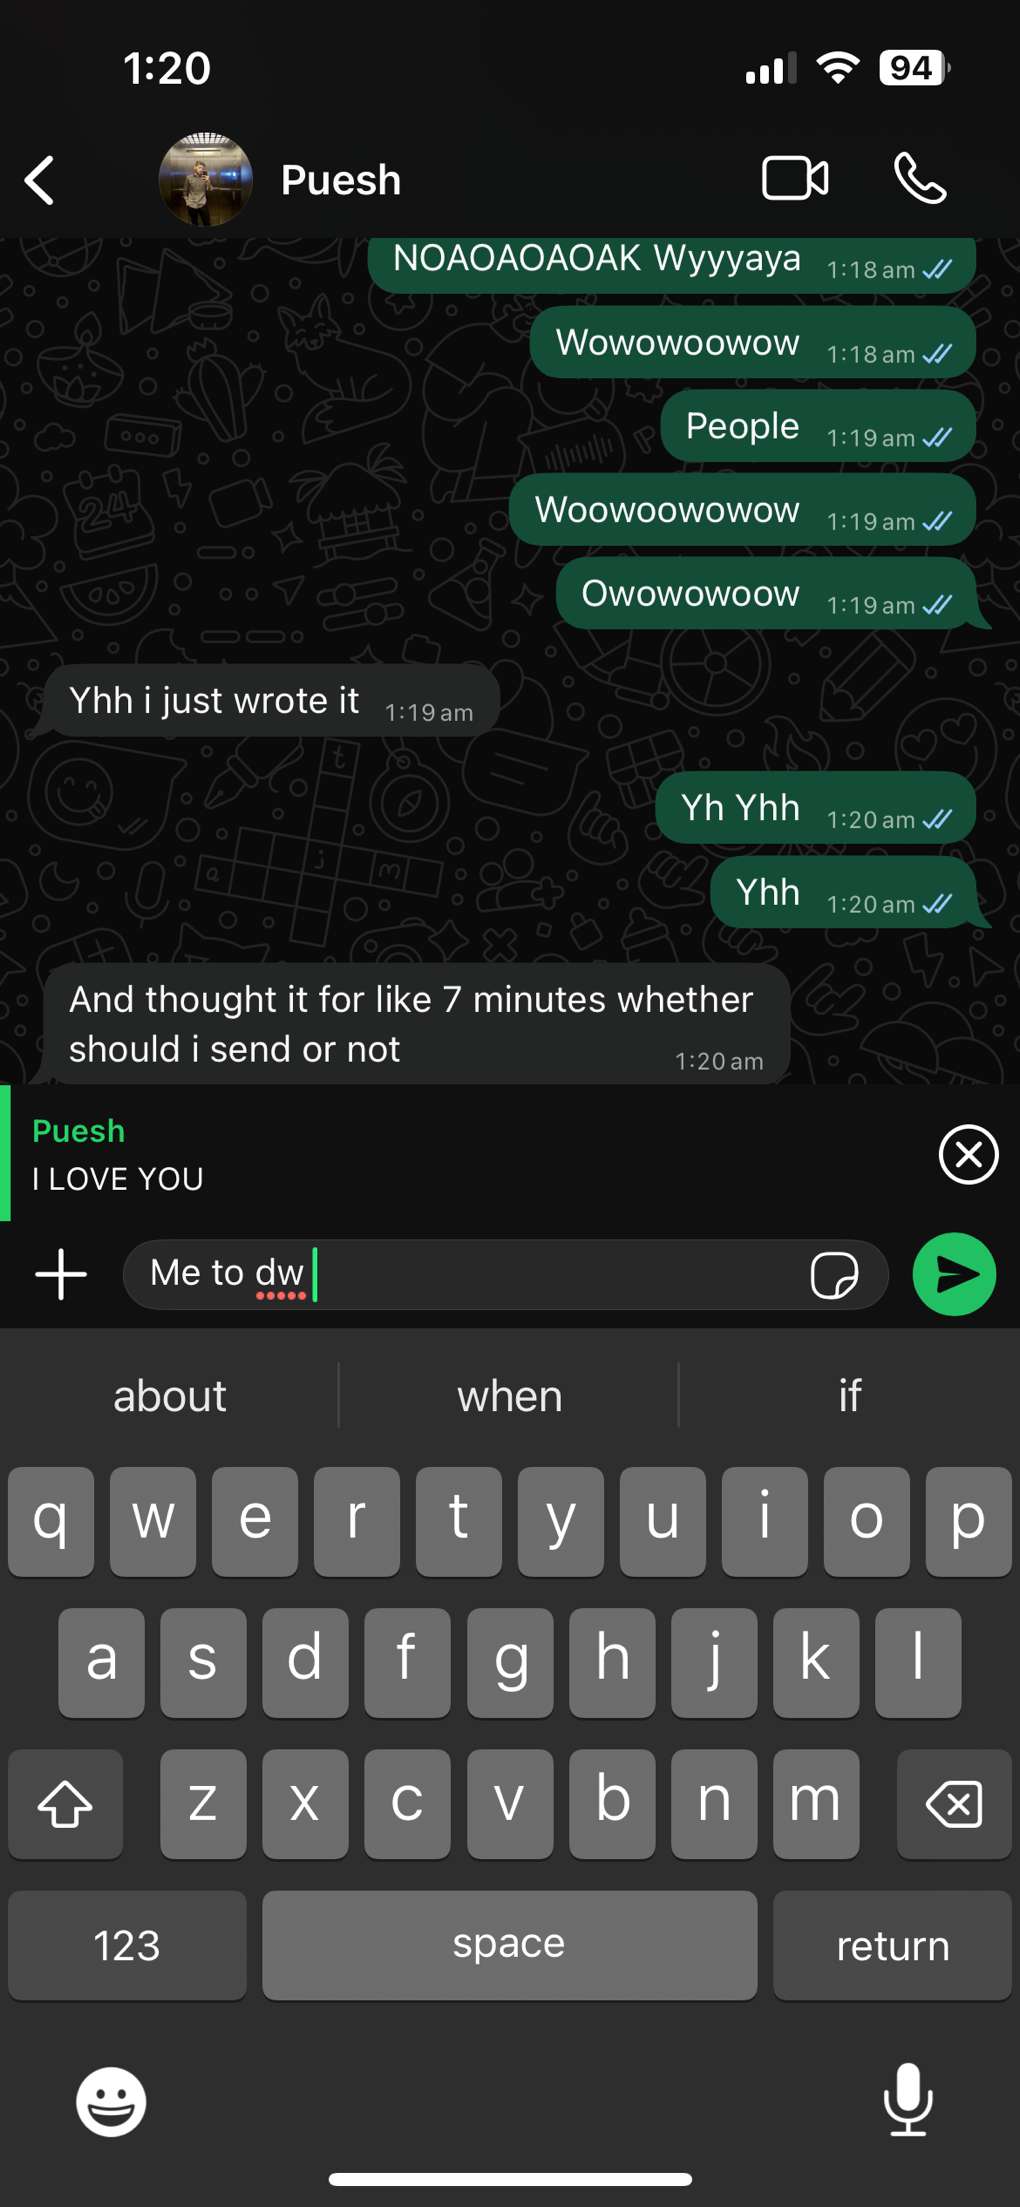 1:20
94
Puesh
NOAOAOAOAK Wyyyaya 1:18 am
Wowowoowow 1:18 am
People 1:19 am
Woowoowowow 1:19 am
Owowowoow 1:19 am
Yhh i just wrote it 1:19 am
Yh Yhh 1:20 am
Yhh 1:20 am
And thought it for like 7 minutes whether
should i send or not 1:20 am
Puesh
I LOVE YOU
Me to dw
about when if
q w e r t y u i o p
a s d f g h j k l
z x c v b n m
123 space return